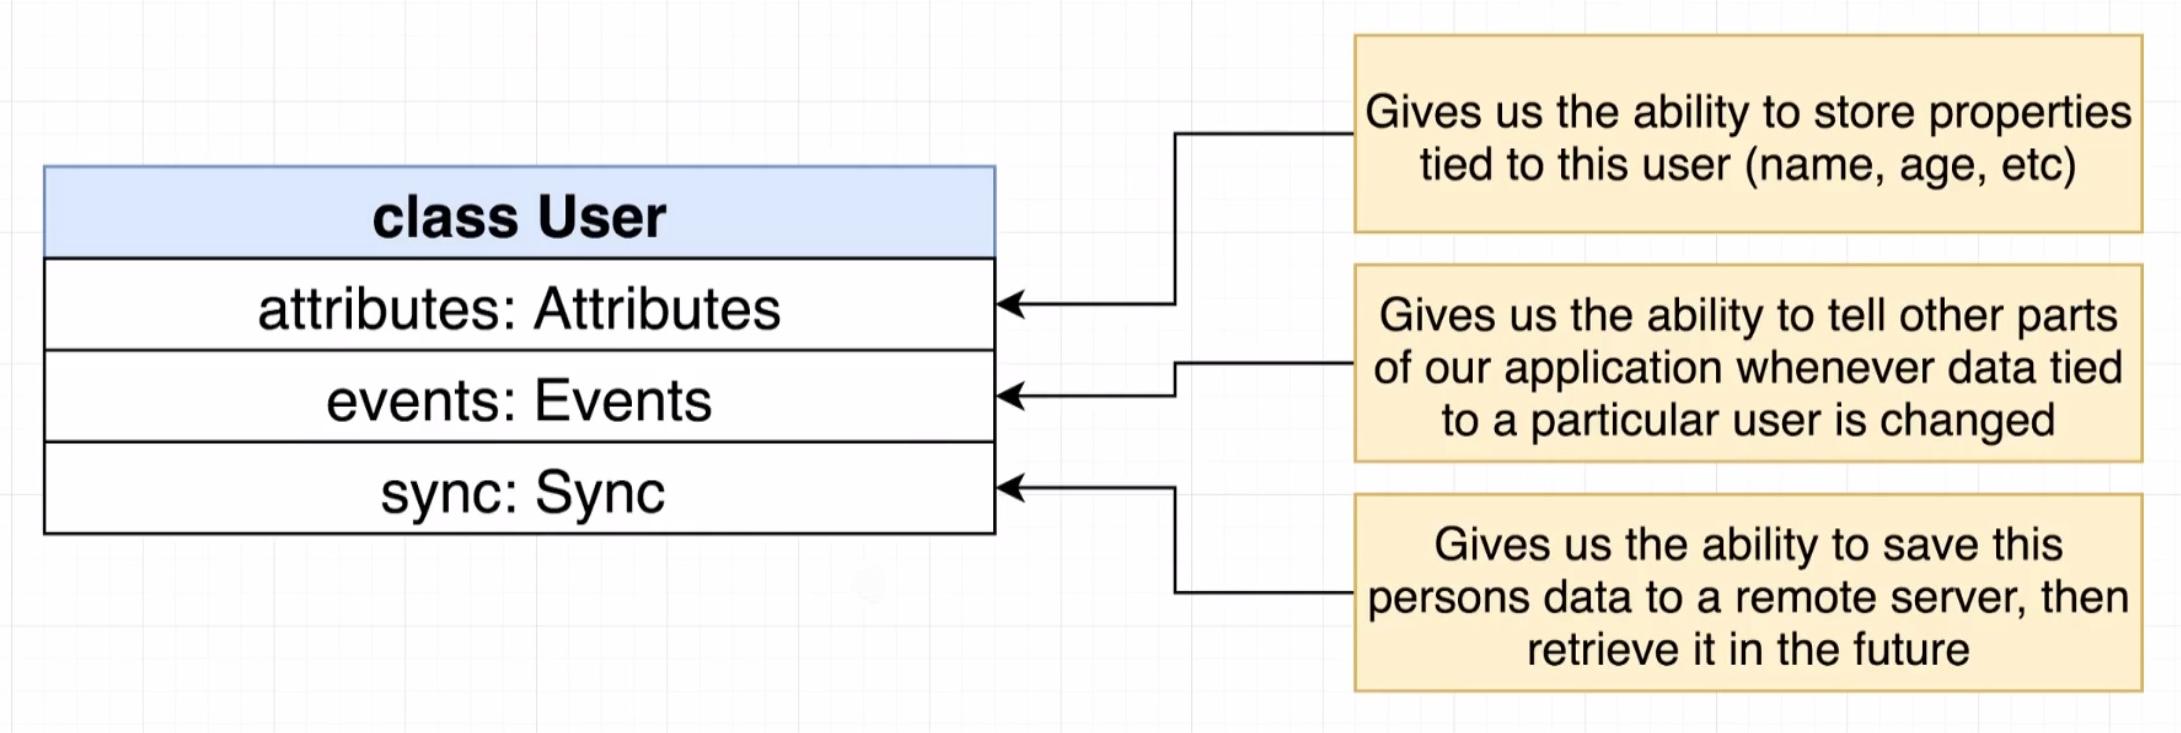 class User
attributes: Attributes
events: Events
sync: Sync
Gives us the ability to store properties
tied to this user (name, age, etc)
Gives us the ability to tell other parts
of our application whenever data tied
to a particular user is changed
Gives us the ability to save this
persons data to a remote server, then
retrieve it in the future